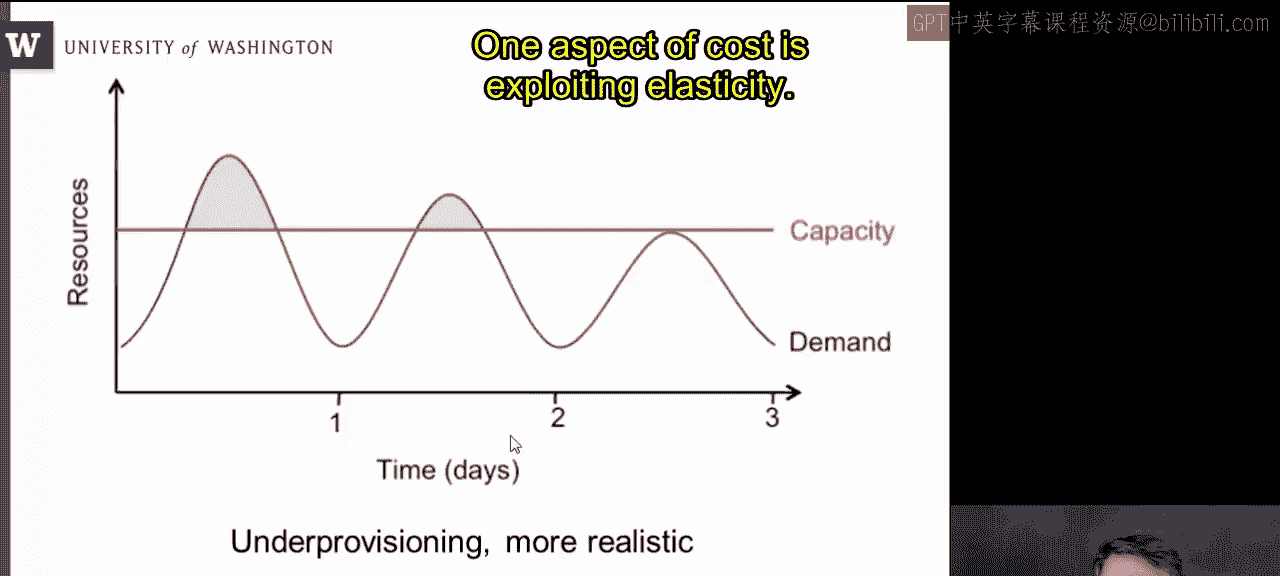 W
UNIVERSITY of WASHINGTON
One aspect of cost is
exploiting elasticity.
GPT中英字幕课程资源@bilibili.com
Resources
Capacity
Demand
1
2
3
Time (days)
Underprovisioning, more realistic